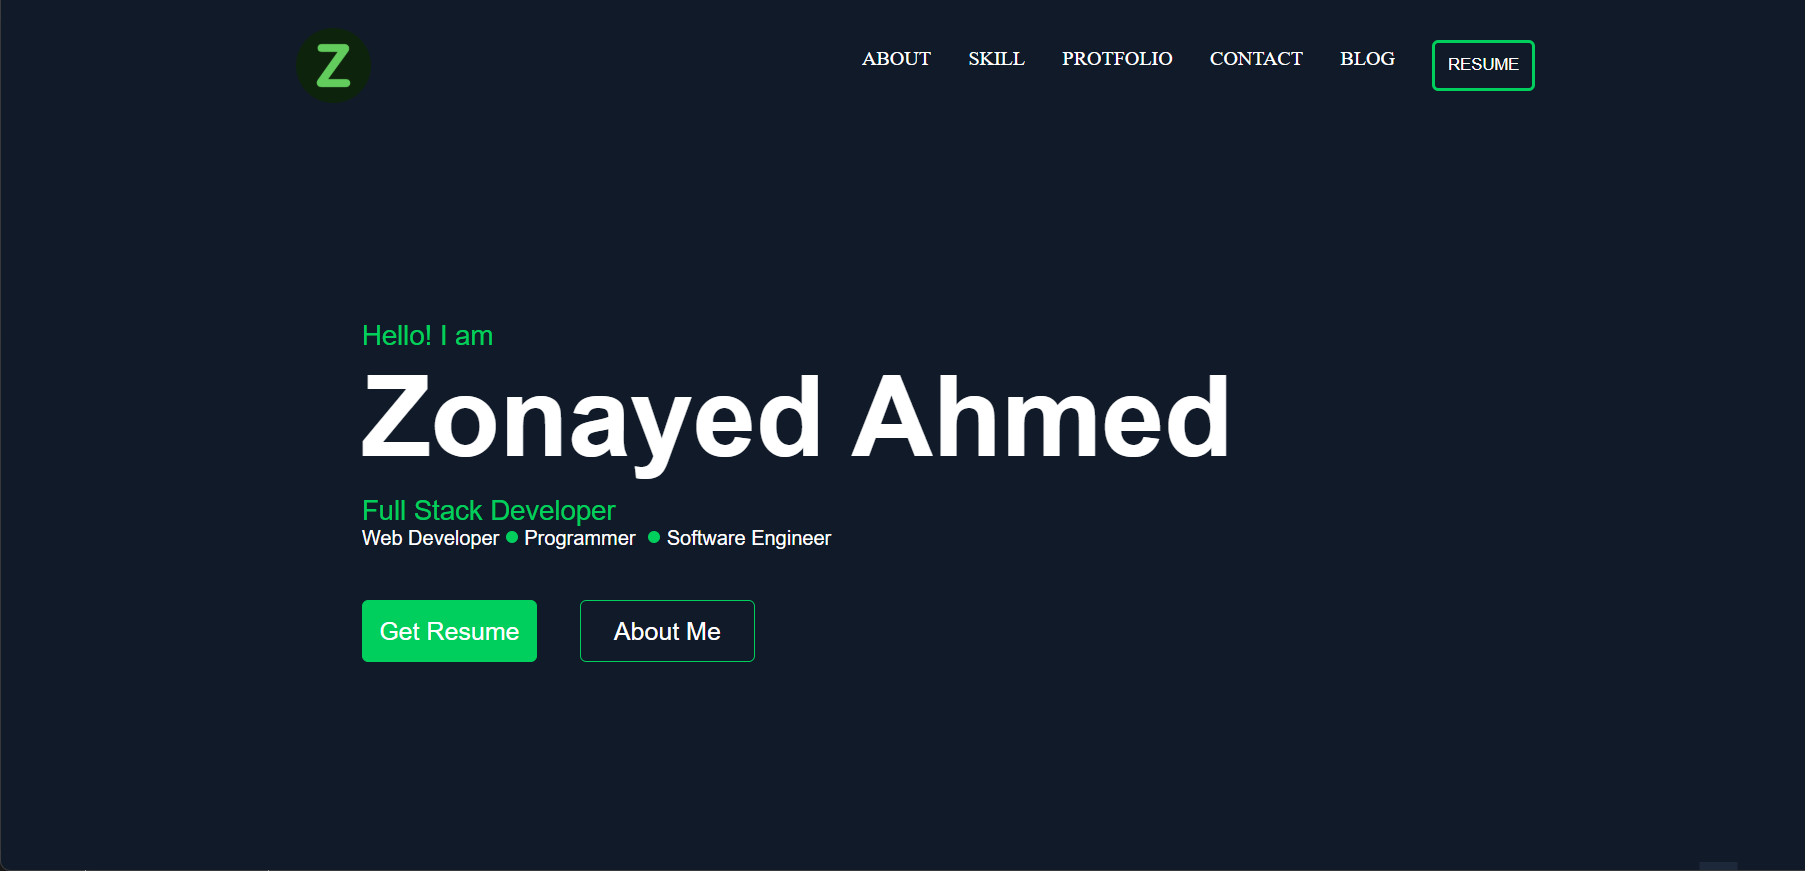 Z
ABOUT SKILL PROTFOLIO CONTACT BLOG RESUME
Hello! I am
Zonayed Ahmed
Full Stack Developer
Web Developer ● Programmer ● Software Engineer
Get Resume About Me